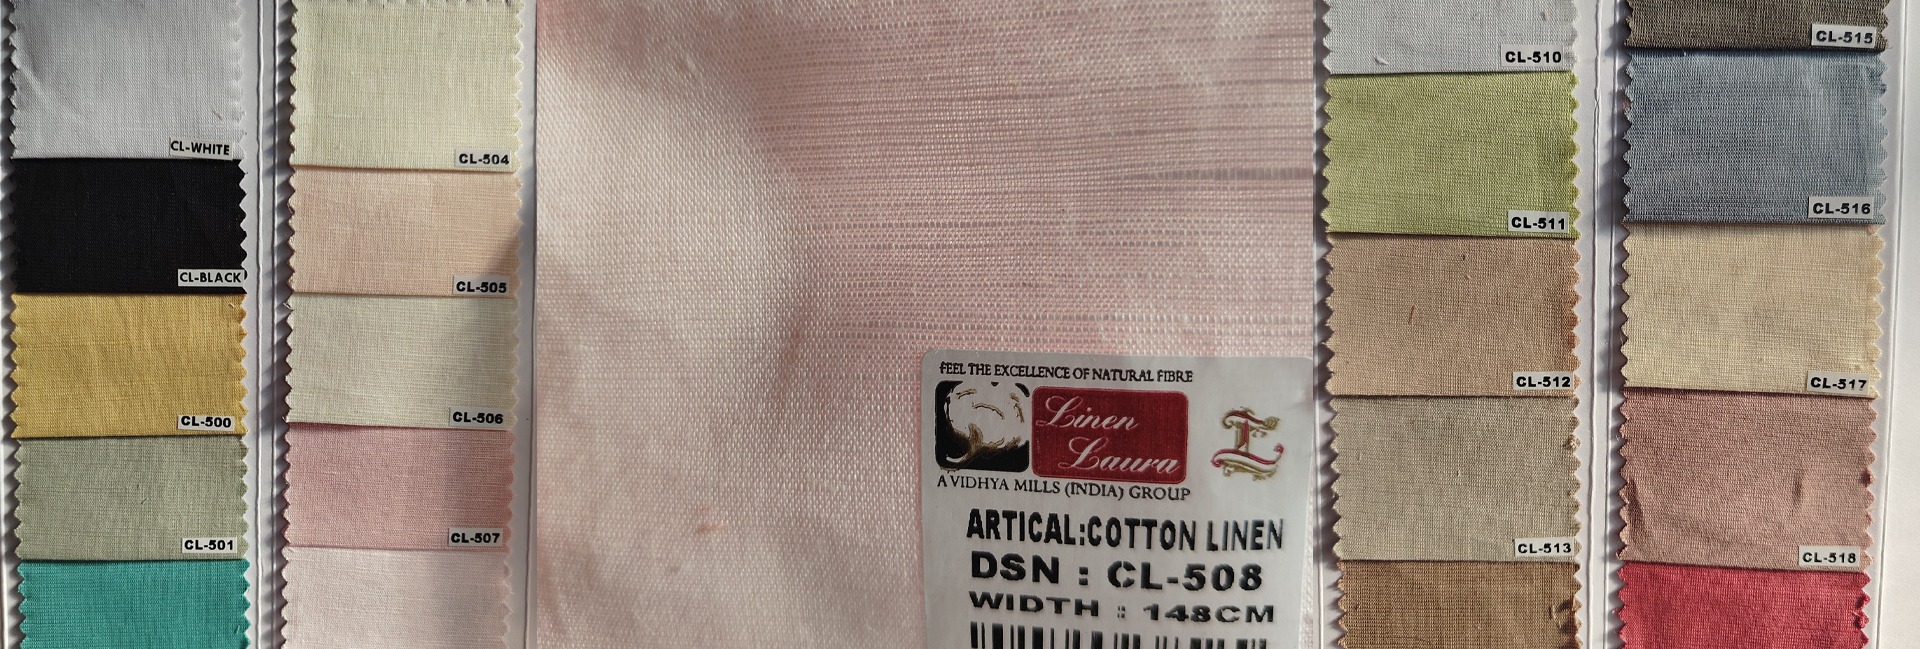 CL-WHITE
CL-BLACK
CL-500
CL-501
CL-504
CL-505
CL-506
CL-507
FEEL THE EXCELLENCE OF NATURAL FIBRE
Linen
Laura
L
A VIDHYA MILLS (INDIA) GROUP
ARTICAL:COTTON LINEN
DSN : CL-508
WIDTH : 148CM
CL-510
CL-511
CL-512
CL-513
CL-515
CL-516
CL-517
CL-518